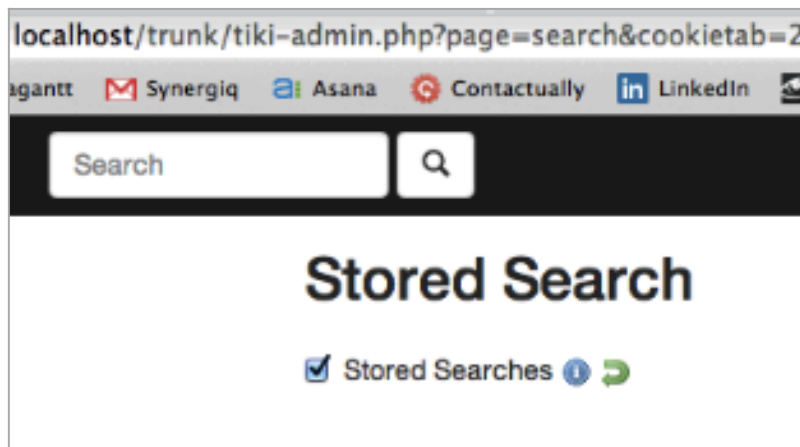 localhost/trunk/tiki-admin.php?page=search&cookietab=2
agantt Synergiq Asana Contactually in LinkedIn
Search
Stored Search
Stored Searches